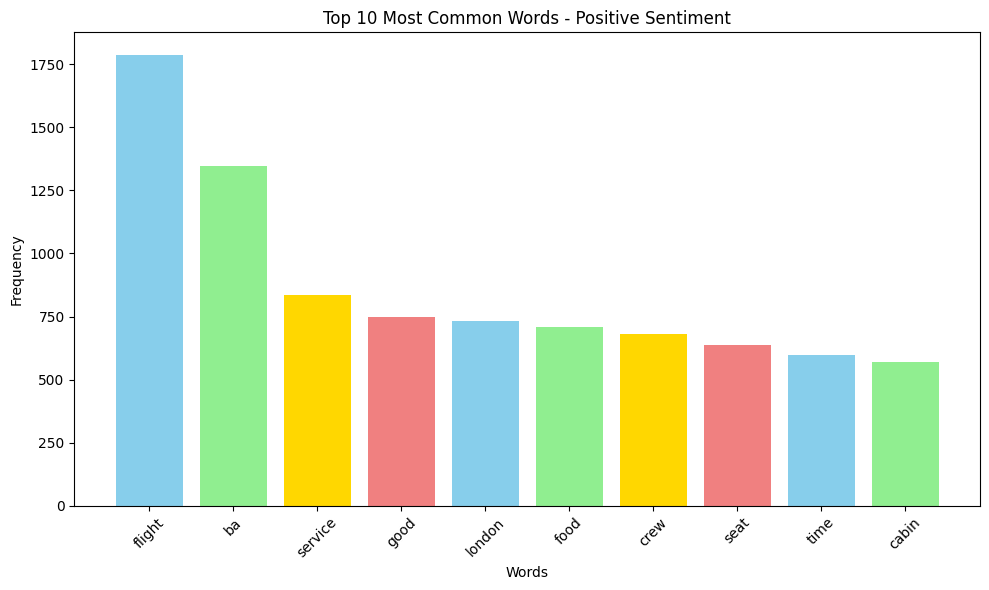 Top 10 Most Common Words - Positive Sentiment
Frequency
1750
1500
1250
1000
750
500
250
0
flight
ba
service
good
london
food
crew
seat
time
cabin
Words